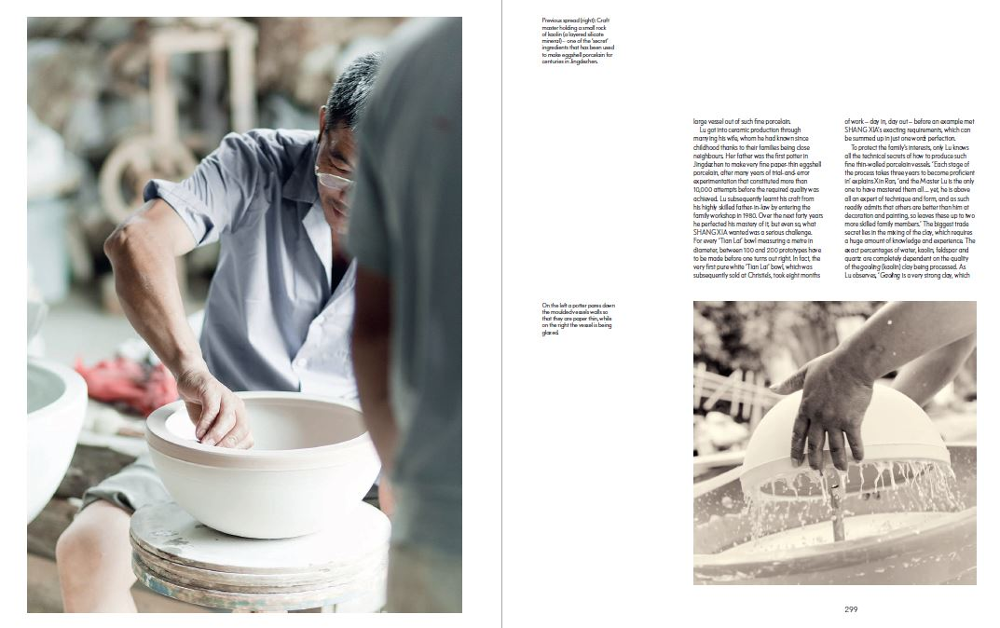 Previous spread (right): Craft
master holding a small rock
of kaolin (a layered silicate
mineral) – one of the 'secret'
ingredients that has been used
to make eggshell porcelain for
centuries in Jingdezhen.
large vessel out of such fine porcelain.
Lu got into ceramic production through
marrying his wife, whom he had known since
childhood thanks to their families being close
neighbours. Her father was the first potter in
Jingdezhen to make very fine paper-thin eggshell
porcelain, after many years of trial-and-error
experimentation that constituted more than
10,000 attempts before the required quality was
achieved. Lu subsequently learnt his craft from
his highly skilled father-in-law by entering the
family workshop in 1980. Over the next forty years
he perfected his mastery of it, but even so, what
SHANG XIA wanted was a serious challenge.
For every 'Tian Lai' bowl measuring a metre in
diameter, between 100 and 200 prototypes have
to be made before one turns out right. In fact, the
very first pure white 'Tian Lai' bowl, which was
subsequently sold at Christie's, took eight months
of work – day in, day out – before an example met
SHANG XIA's exacting requirements, which can
be summed up in just one word: perfection.
To protect the family's interests, only Lu knows
all the technical secrets of how to produce such
fine thin-walled porcelain vessels. 'Each stage of
the process takes three years to become proficient
in' explains Xin Ran, 'and the Master Lu is the only
one to have mastered them all... yet, he is above
all an expert of technique and form, and as such
readily admits that others are better than him at
decoration and painting, so leaves these up to two
more skilled family members.' The biggest trade
secret lies in the mixing of the clay, which requires
a huge amount of knowledge and experience. The
exact percentages of water, kaolin, feldspar and
quartz are completely dependent on the quality
of the gaoling (kaolin) clay being processed. As
Lu observes, 'Gaoling is a very strong clay, which
On the left a potter pares down
the moulded vessels walls so
that they are paper thin, while
on the right the vessel is being
glazed.
299